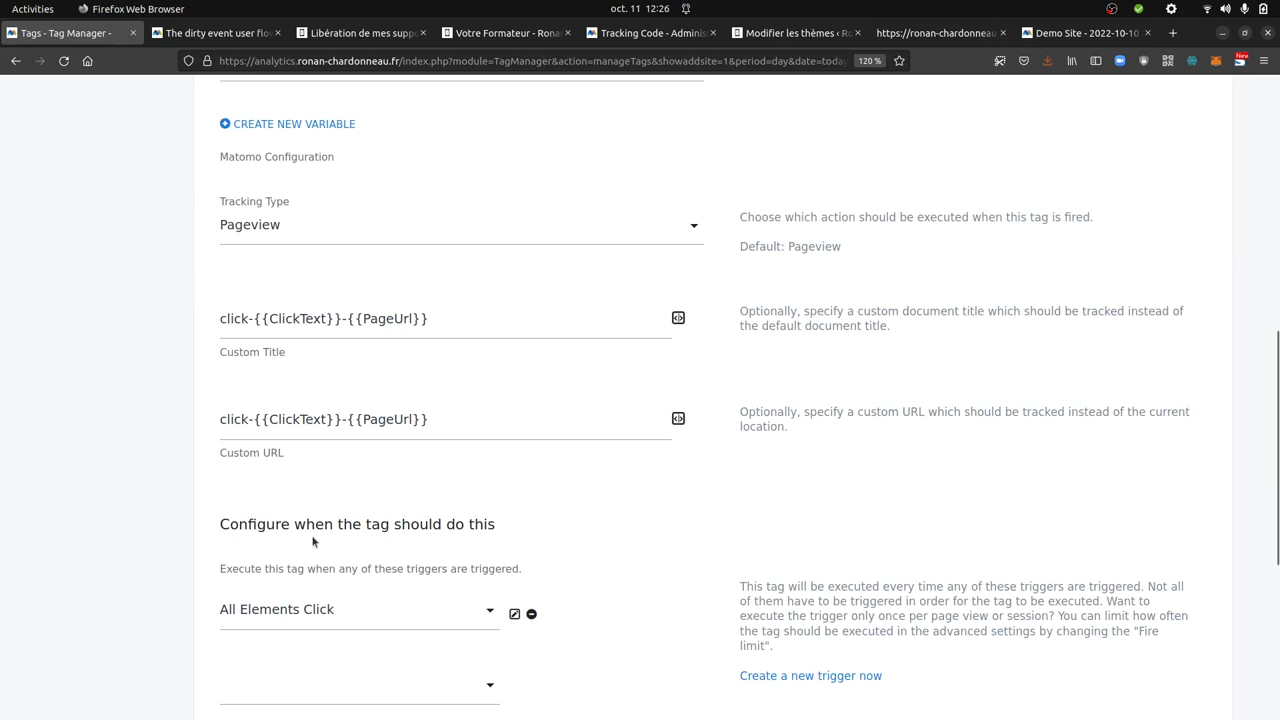 Activities
Firefox Web Browser
oct. 11 12:26
Tags - Tag Manager -
The dirty event user flo
Libération de mes suppo
Votre Formateur - Rona
Tracking Code - Admini
Modifier les thèmes ‹ Ro
https://ronan-chardonneau
Demo Site - 2022-10-10
https://analytics.ronan-chardonneau.fr/index.php?module=TagManager&action=manageTags&showaddsite=1&period=day&date=today
120 %
New
CREATE NEW VARIABLE
Matomo Configuration
Tracking Type
Pageview
Choose which action should be executed when this tag is fired.
Default: Pageview
click-{{ClickText}}-{{PageUrl}}
Custom Title
Optionally, specify a custom document title which should be tracked instead of
the default document title.
click-{{ClickText}}-{{PageUrl}}
Custom URL
Optionally, specify a custom URL which should be tracked instead of the current
location.
Configure when the tag should do this
Execute this tag when any of these triggers are triggered.
All Elements Click
This tag will be executed every time any of these triggers are triggered. Not all
of them have to be triggered in order for the tag to be executed. Want to
execute the trigger only once per page view or session? You can limit how often
the tag should be executed in the advanced settings by changing the "Fire
limit".
Create a new trigger now